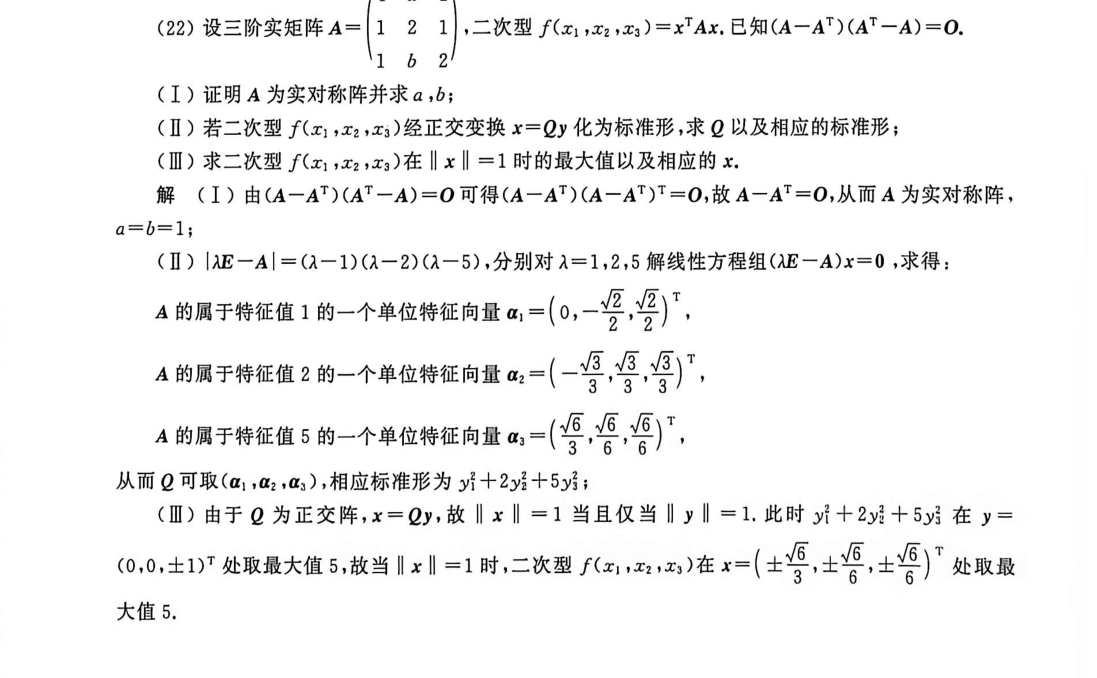 (22) 设三阶实矩阵 A=
1 2 1
1 b 2
,二次型 f(x₁,x₂,x₃)=xᵀAx.已知(A-Aᵀ)(Aᵀ-A)=O.
(Ⅰ) 证明 A 为实对称阵并求 a,b;
(Ⅱ) 若二次型 f(x₁,x₂,x₃)经正交变换 x=Qy 化为标准形,求 Q 以及相应的标准形;
(Ⅲ) 求二次型 f(x₁,x₂,x₃)在‖x‖=1 时的最大值以及相应的 x.
解 (Ⅰ) 由(A-Aᵀ)(Aᵀ-A)=O 可得(A-Aᵀ)(A-Aᵀ)ᵀ=O,故 A-Aᵀ=O,从而 A 为实对称阵,
a=b=1;
(Ⅱ) |λE-A|=(λ-1)(λ-2)(λ-5),分别对 λ=1,2,5 解线性方程组(λE-A)x=0,求得:
A 的属于特征值 1 的一个单位特征向量 α₁=(0,-√2/2,√2/2)ᵀ,
A 的属于特征值 2 的一个单位特征向量 α₂=(-√3/3,√3/3,√3/3)ᵀ,
A 的属于特征值 5 的一个单位特征向量 α₃=(√6/3,√6/6,√6/6)ᵀ,
从而 Q 可取(α₁,α₂,α₃),相应标准形为 y₁²+2y₂²+5y₃²;
(Ⅲ) 由于 Q 为正交阵,x=Qy,故‖x‖=1 当且仅当‖y‖=1. 此时 y₁²+2y₂²+5y₃² 在 y=
(0,0,±1)ᵀ 处取最大值 5,故当‖x‖=1 时,二次型 f(x₁,x₂,x₃)在 x=(±√6/3,±√6/6,±√6/6)ᵀ 处取最
大值 5.